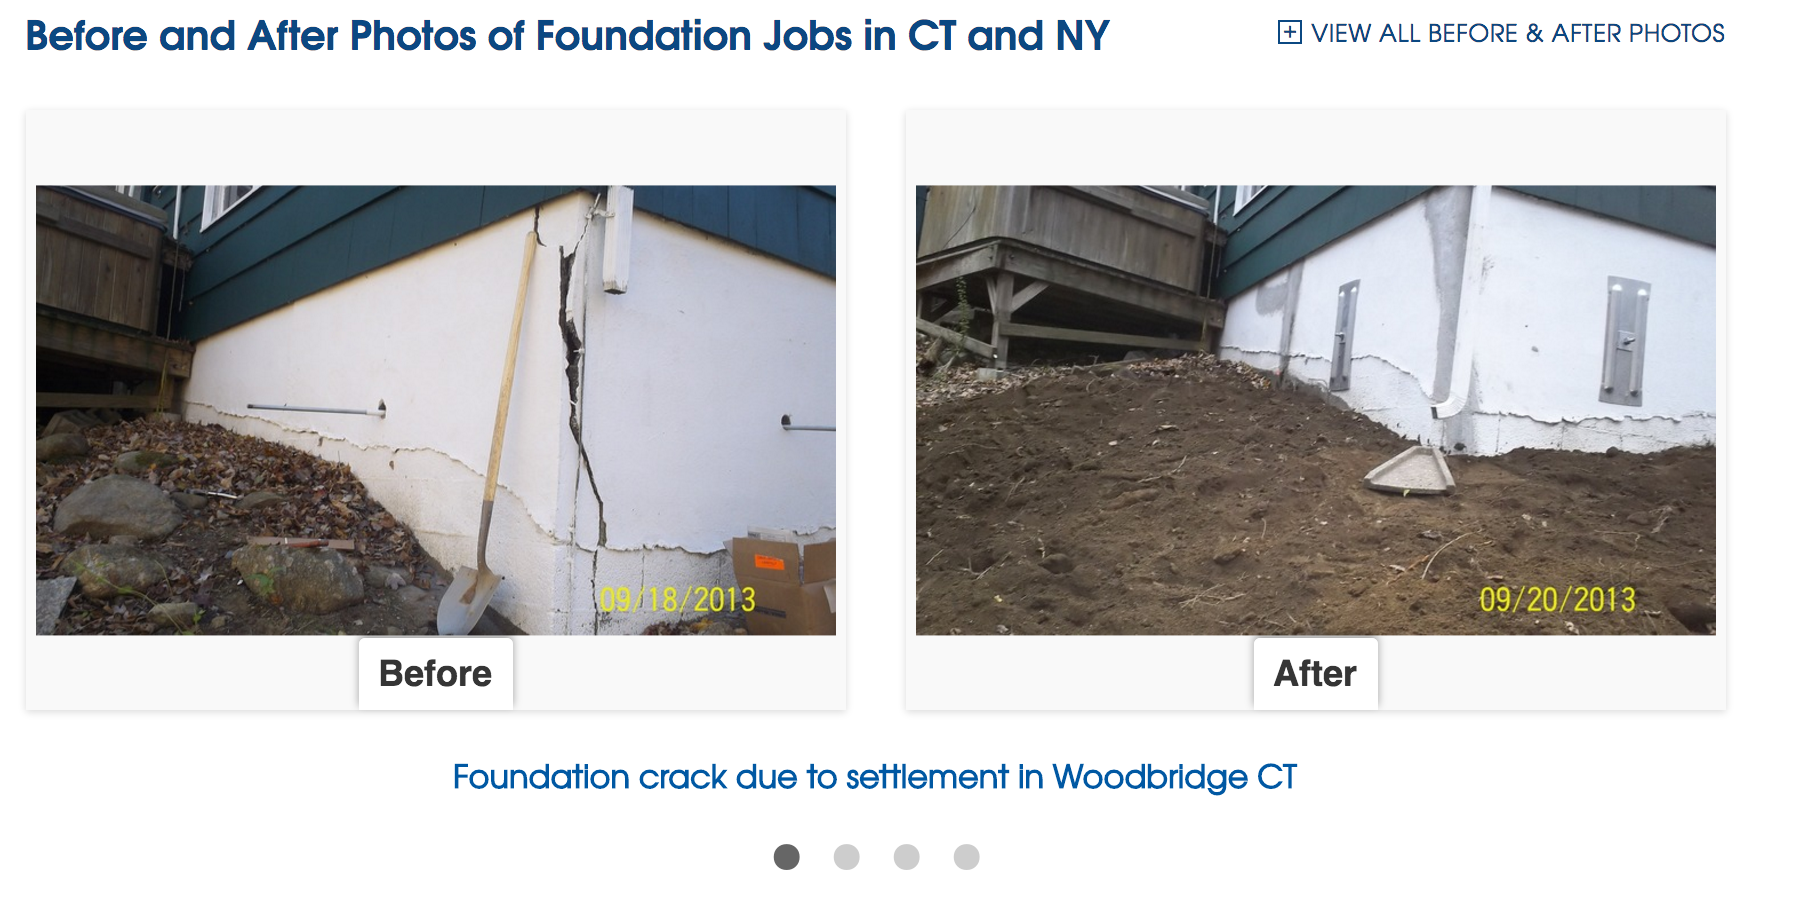 Before and After Photos of Foundation Jobs in CT and NY
VIEW ALL BEFORE & AFTER PHOTOS
09/18/2013
09/20/2013
Before
After
Foundation crack due to settlement in Woodbridge CT